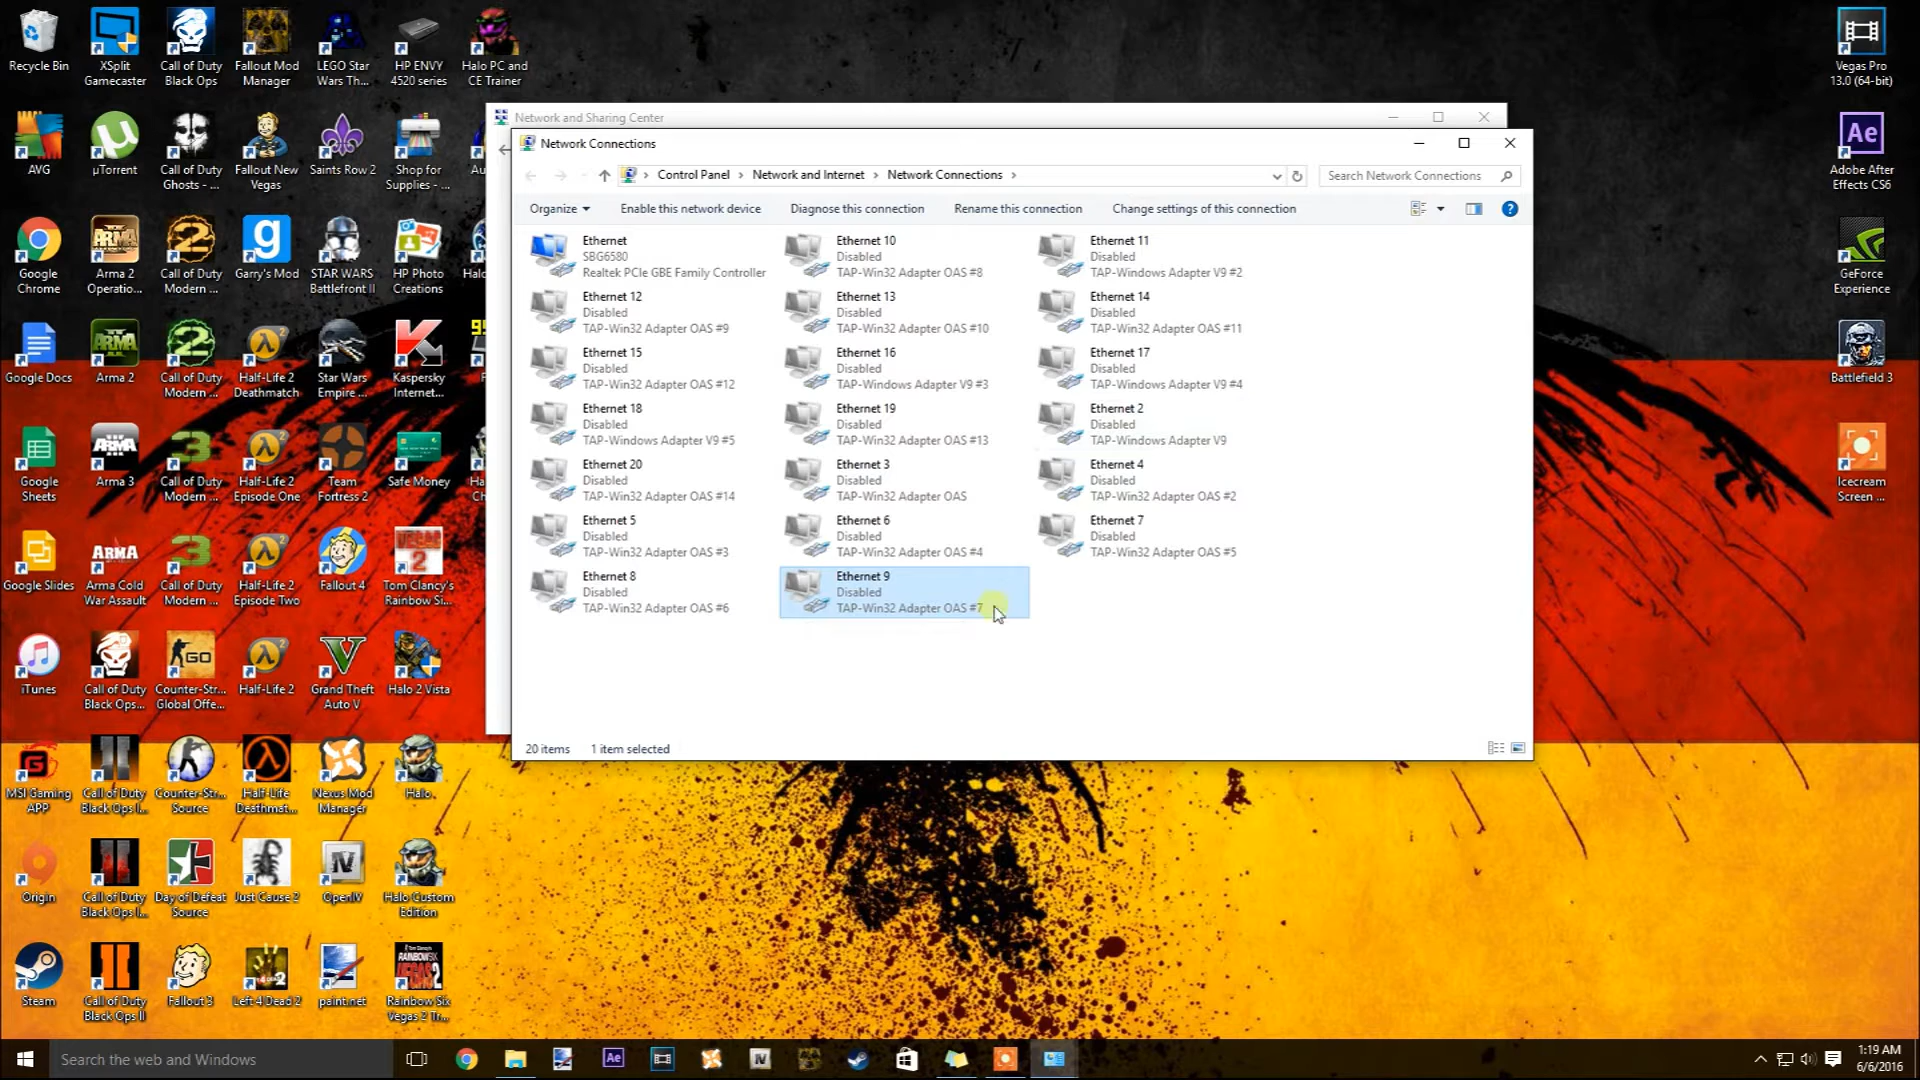 Recycle Bin
XSplit
Gamecaster
Call of Duty
Black Ops
Fallout Mod
Manager
LEGO Star
Wars Th...
HP ENVY
4520 series
Halo PC and
CE Trainer
Vegas Pro
13.0 (64-bit)
AVG
µTorrent
Call of Duty
Ghosts - ...
Fallout New
Vegas
Saints Row 2
Shop for
Supplies - ...
Adobe After
Effects CS6
Google
Chrome
Arma 2
Operatio...
Call of Duty
Modern ...
Garry's Mod
STAR WARS
Battlefront II
HP Photo
Creations
GeForce
Experience
Google Docs
Arma 2
Call of Duty
Modern ...
Half-Life 2
Deathmatch
Star Wars
Empire ...
Kaspersky
Internet...
Battlefield 3
Google
Sheets
Arma 3
Call of Duty
Modern ...
Half-Life 2
Episode One
Team
Fortress 2
Safe Money
Icecream
Screen ...
Google Slides
Arma Cold
War Assault
Call of Duty
Modern ...
Half-Life 2
Episode Two
Fallout 4
Tom Clancy's
Rainbow Si...
iTunes
Call of Duty
Black Ops...
Counter-Str...
Global Offe...
Half-Life 2
Grand Theft
Auto V
Halo 2 Vista
MSI Gaming
APP
Call of Duty
Black Ops I...
Counter-Str...
Source
Half-Life
Deathmat...
Nexus Mod
Manager
Halo
Origin
Call of Duty
Black Ops I...
Day of Defeat
Source
Just Cause 2
OpenIV
Halo Custom
Edition
Steam
Call of Duty
Black Ops II
Fallout 3
Left 4 Dead 2
paint.net
Rainbow Six
Vegas 2 Tr...
Network and Sharing Center
Network Connections
Control Panel
Network and Internet
Network Connections
Search Network Connections
Organize
Enable this network device
Diagnose this connection
Rename this connection
Change settings of this connection
Ethernet
SBG6580
Realtek PCIe GBE Family Controller
Ethernet 10
Disabled
TAP-Win32 Adapter OAS #8
Ethernet 11
Disabled
TAP-Windows Adapter V9 #2
Ethernet 12
Disabled
TAP-Win32 Adapter OAS #9
Ethernet 13
Disabled
TAP-Win32 Adapter OAS #10
Ethernet 14
Disabled
TAP-Win32 Adapter OAS #11
Ethernet 15
Disabled
TAP-Win32 Adapter OAS #12
Ethernet 16
Disabled
TAP-Windows Adapter V9 #3
Ethernet 17
Disabled
TAP-Windows Adapter V9 #4
Ethernet 18
Disabled
TAP-Windows Adapter V9 #5
Ethernet 19
Disabled
TAP-Win32 Adapter OAS #13
Ethernet 2
Disabled
TAP-Windows Adapter V9
Ethernet 20
Disabled
TAP-Win32 Adapter OAS #14
Ethernet 3
Disabled
TAP-Win32 Adapter OAS
Ethernet 4
Disabled
TAP-Win32 Adapter OAS #2
Ethernet 5
Disabled
TAP-Win32 Adapter OAS #3
Ethernet 6
Disabled
TAP-Win32 Adapter OAS #4
Ethernet 7
Disabled
TAP-Win32 Adapter OAS #5
Ethernet 8
Disabled
TAP-Win32 Adapter OAS #6
Ethernet 9
Disabled
TAP-Win32 Adapter OAS #7
20 items
1 item selected
Search the web and Windows
1:19 AM
6/6/2016